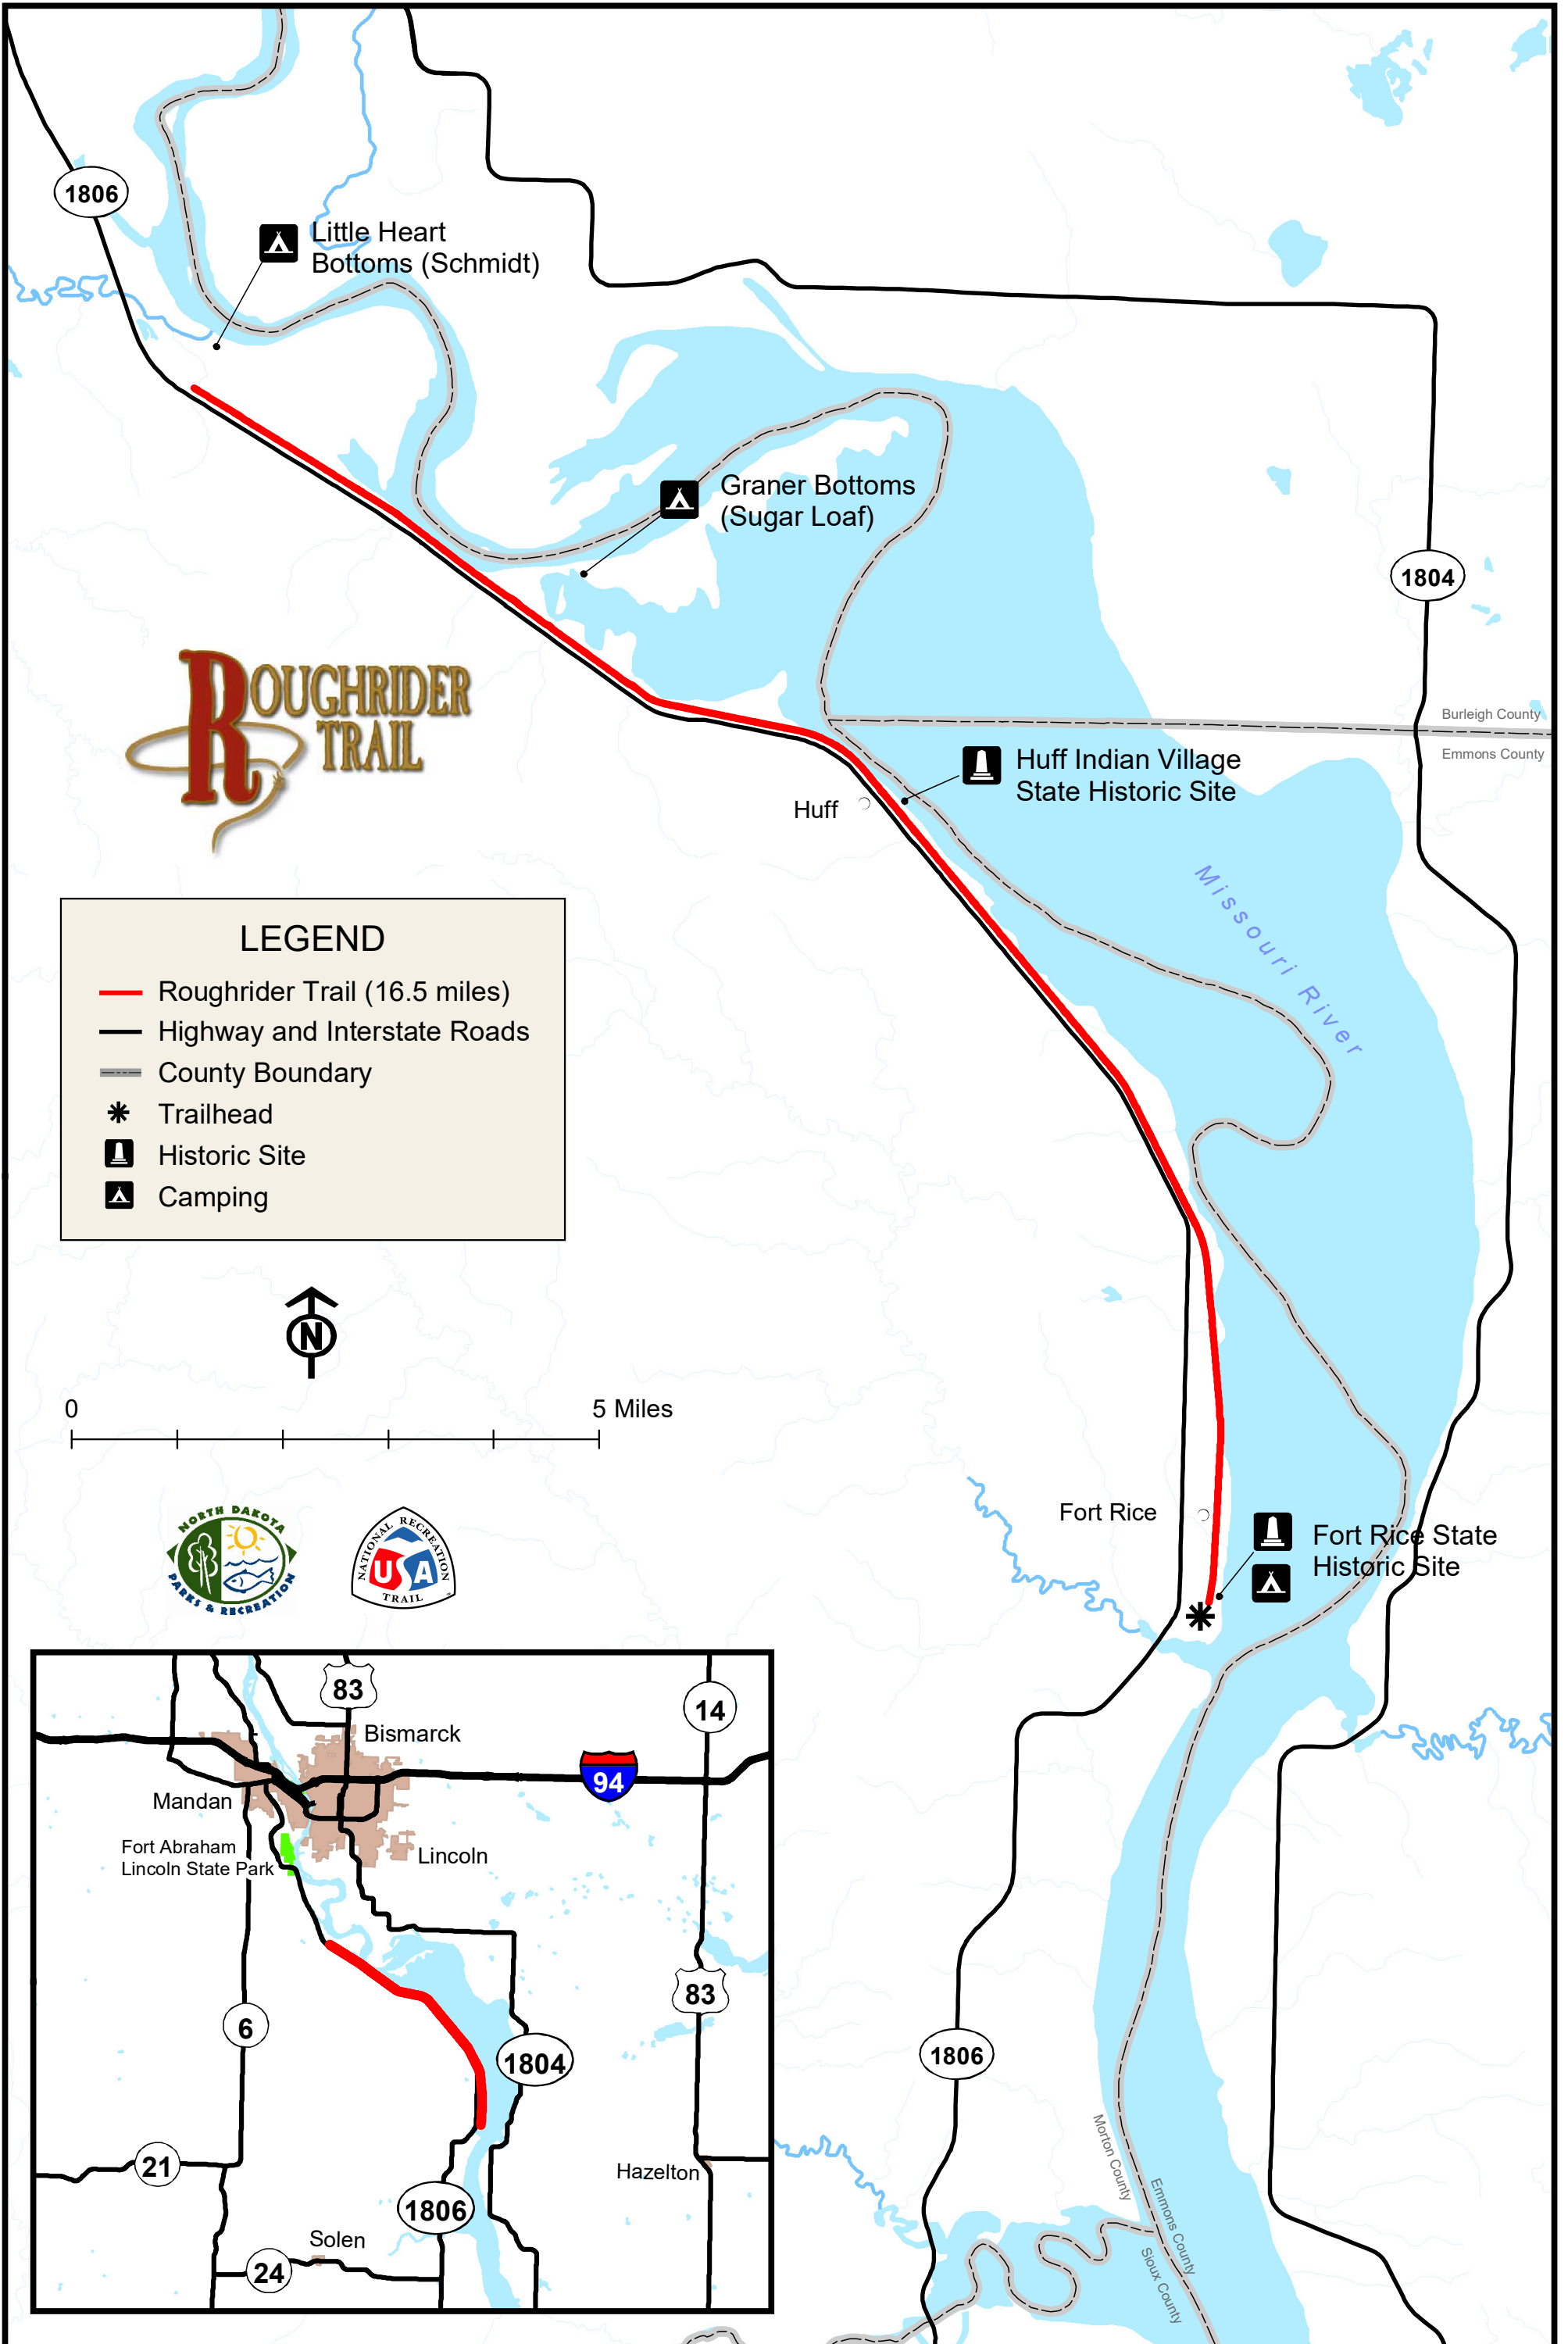 1806
Little Heart
Bottoms (Schmidt)
Graner Bottoms
(Sugar Loaf)
1804
ROUGHRIDER
TRAIL
Burleigh County
Emmons County
Huff Indian Village
State Historic Site
Huff
Missouri River
LEGEND
Roughrider Trail (16.5 miles)
Highway and Interstate Roads
County Boundary
Trailhead
Historic Site
Camping
N
0
5 Miles
NORTH DAKOTA
PARKS & RECREATION
NATIONAL RECREATION
USA
TRAIL
Fort Rice
Fort Rice State
Historic Site
83
14
Bismarck
94
Mandan
Fort Abraham
Lincoln State Park
Lincoln
83
6
1804
21
Hazelton
1806
Solen
24
1806
Morton County
Emmons County
Sioux County